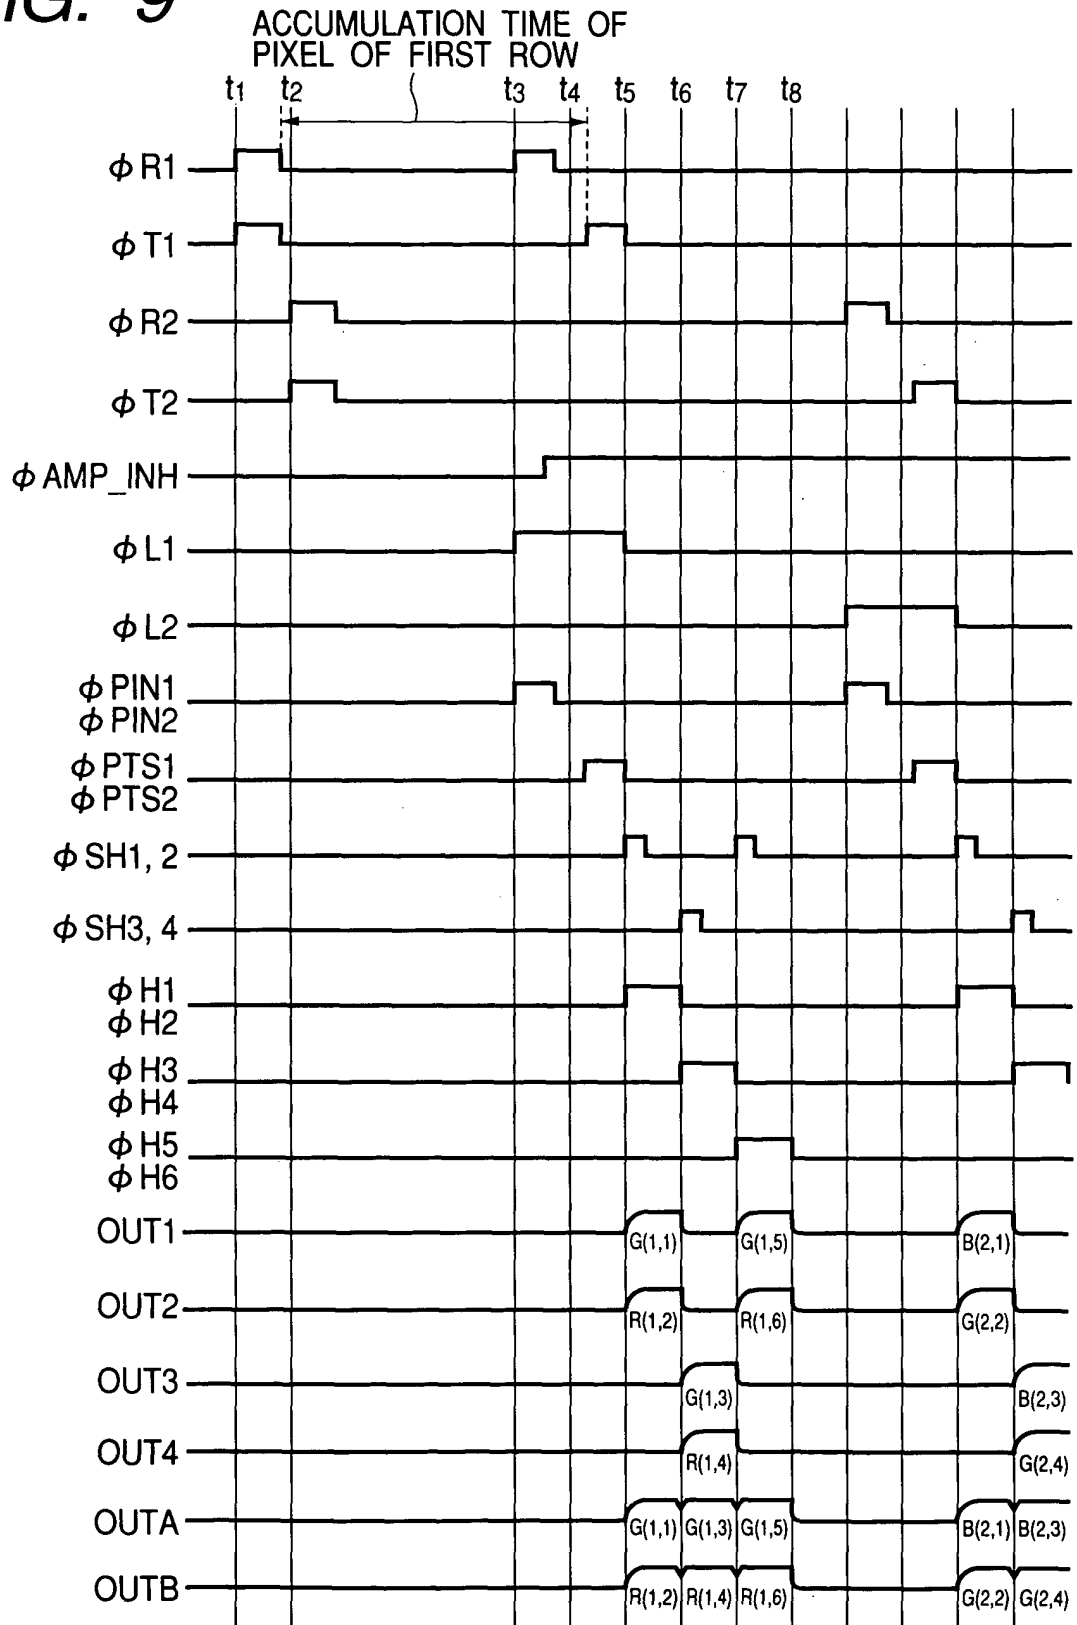 FIG. 9
ACCUMULATION TIME OF
PIXEL OF FIRST ROW
t1 t2 t3 t4 t5 t6 t7 t8
φR1
φT1
φR2
φT2
φAMP_INH
φL1
φL2
φPIN1
φPIN2
φPTS1
φPTS2
φSH1, 2
φSH3, 4
φH1
φH2
φH3
φH4
φH5
φH6
OUT1
G(1,1) G(1,5) B(2,1)
OUT2
R(1,2) R(1,6) G(2,2)
OUT3
G(1,3) B(2,3)
OUT4
R(1,4) G(2,4)
OUTA
G(1,1) G(1,3) G(1,5) B(2,1) B(2,3)
OUTB
R(1,2) R(1,4) R(1,6) G(2,2) G(2,4)